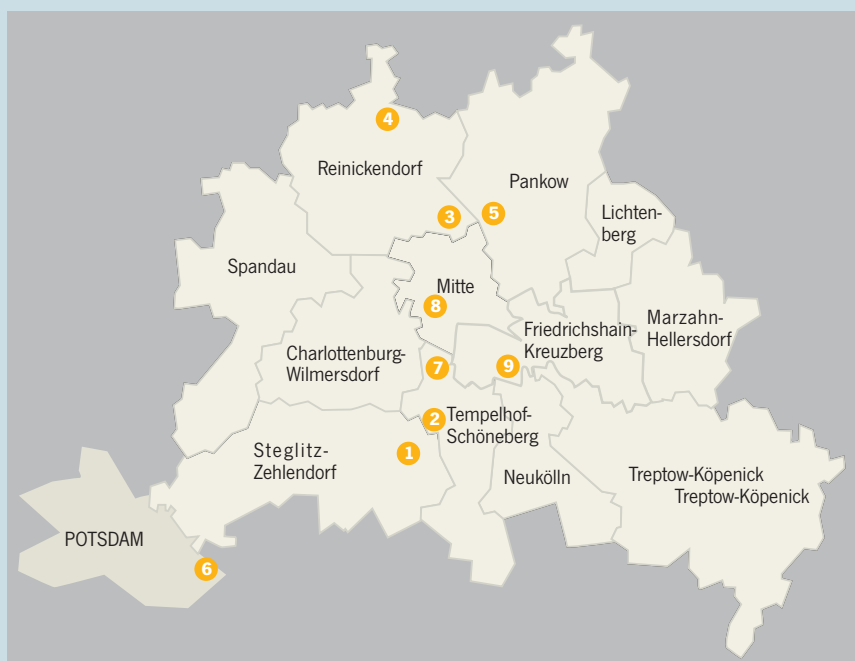 4
Reinickendorf
Pankow
3
5
Lichten-
berg
Spandau
Mitte
8
Marzahn-
Hellersdorf
Friedrichshain-
Kreuzberg
Charlottenburg-
Wilmersdorf
7
9
2
Tempelhof-
Schöneberg
Steglitz-
Zehlendorf
1
Neukölln
Treptow-Köpenick
Treptow-Köpenick
POTSDAM
6